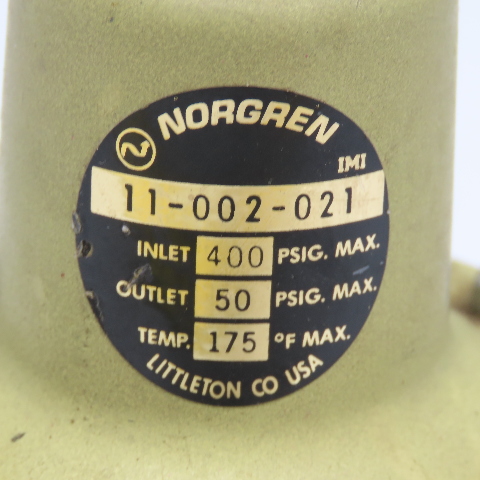 NORGREN
IMI
11-002-021
INLET 400 PSIG. MAX.
OUTLET 50 PSIG. MAX.
TEMP. 175 °F MAX.
LITTLETON CO USA